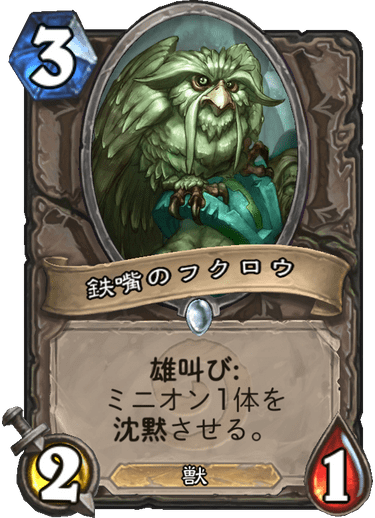 3
鉄嘴のフクロウ
雄叫び:
ミニオン1体を
沈黙させる。
2
獣
1